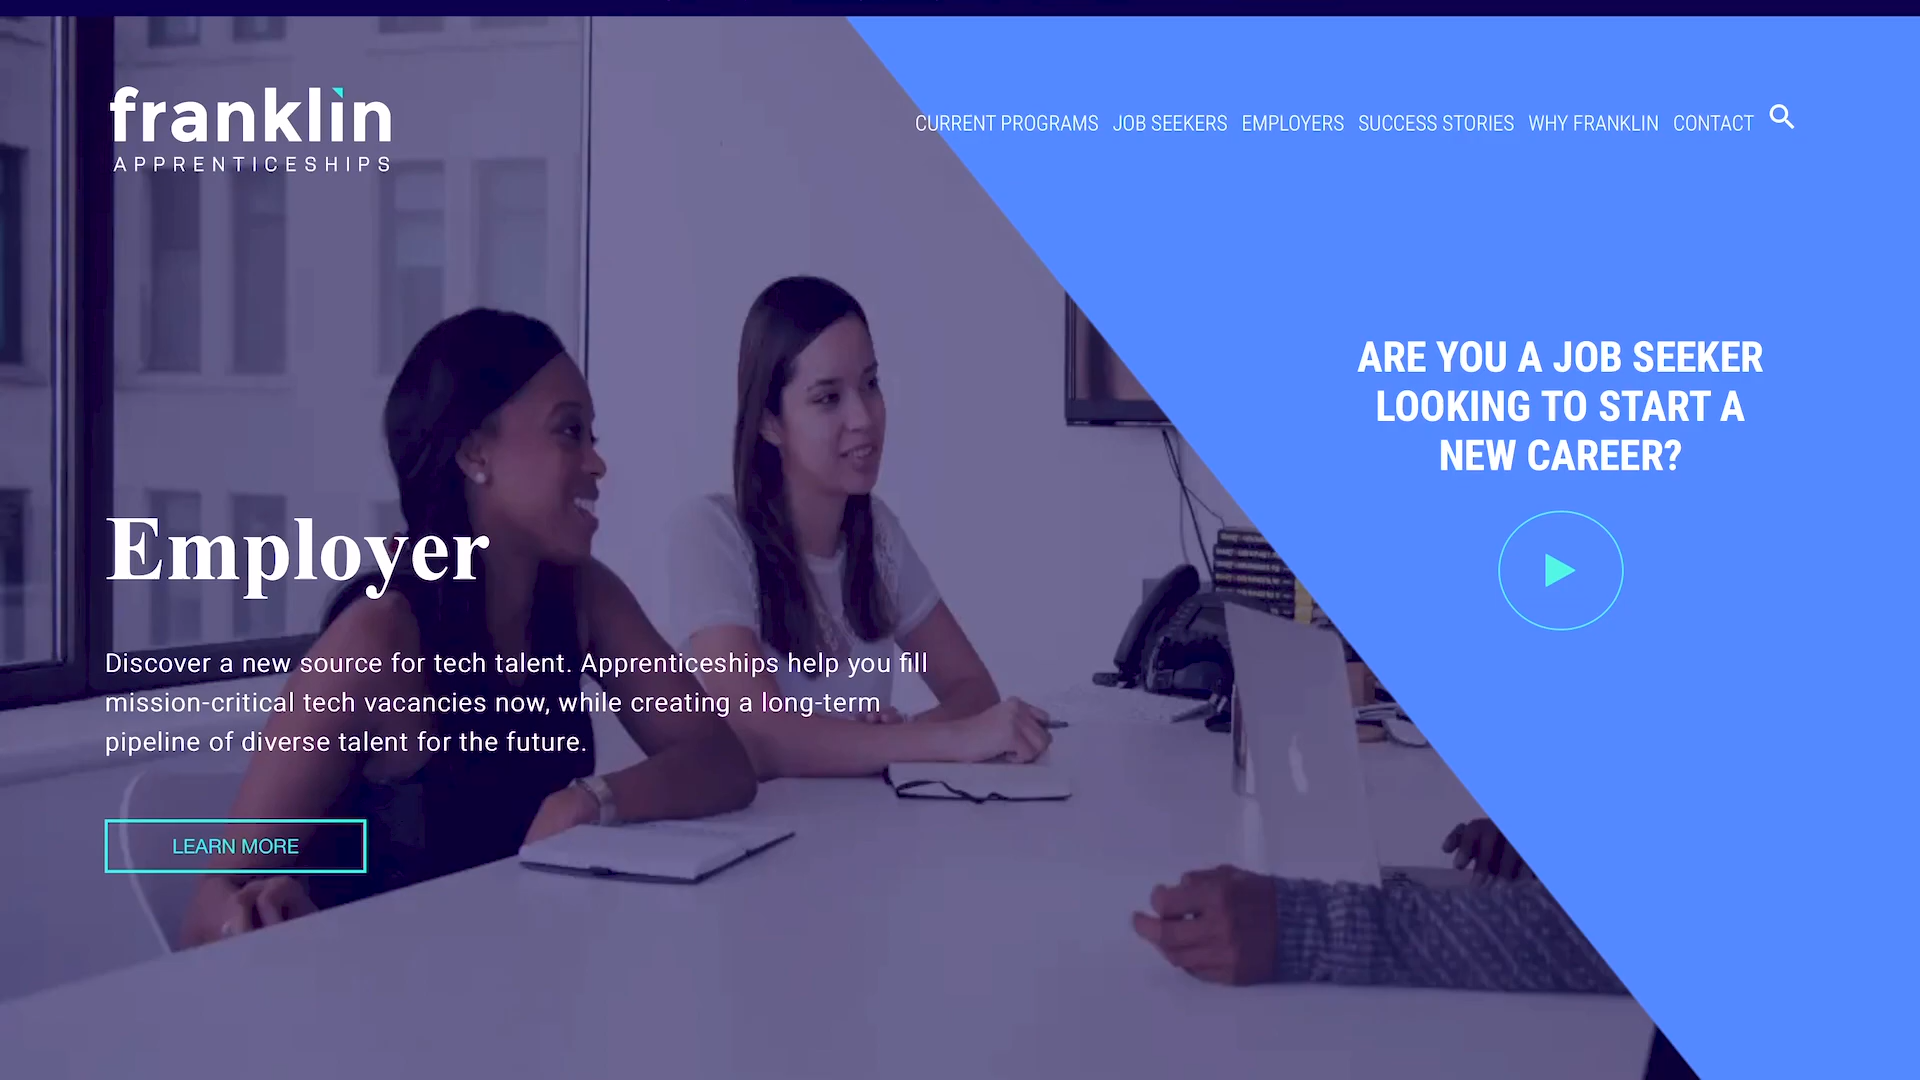 franklin
APPRENTICESHIPS
CURRENT PROGRAMS JOB SEEKERS EMPLOYERS SUCCESS STORIES WHY FRANKLIN CONTACT
ARE YOU A JOB SEEKER
LOOKING TO START A
NEW CAREER?
Employer
Discover a new source for tech talent. Apprenticeships help you fill
mission-critical tech vacancies now, while creating a long-term
pipeline of diverse talent for the future.
LEARN MORE